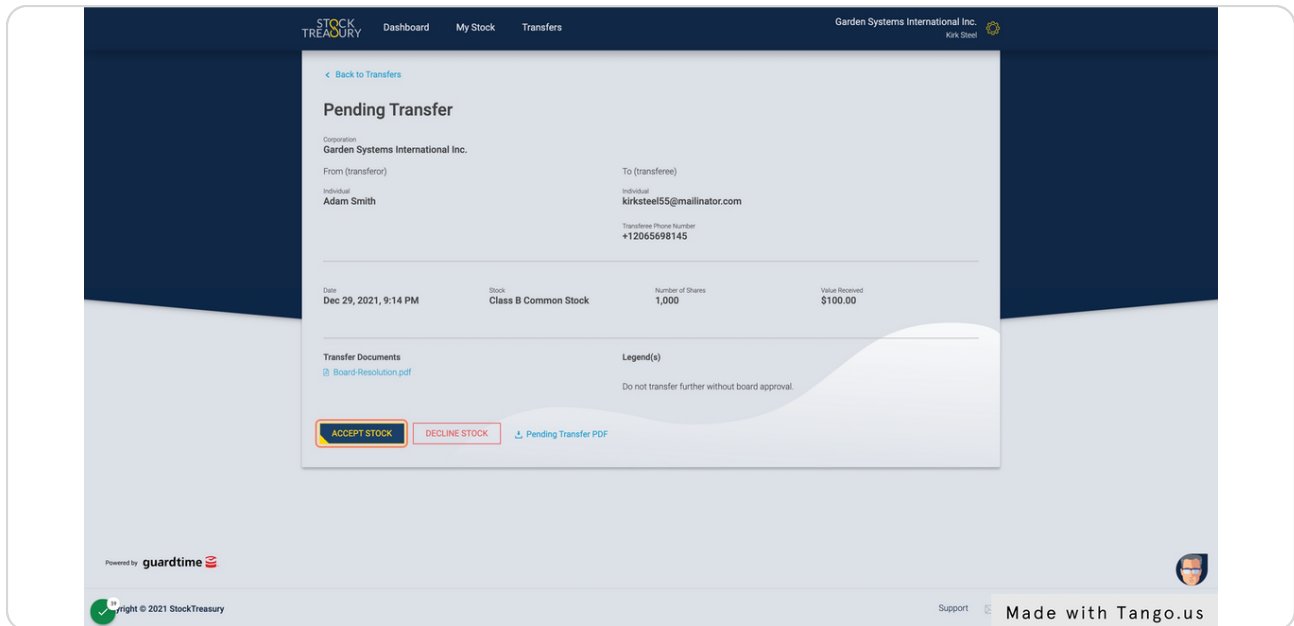 STOCK
TREASURY
Dashboard
My Stock
Transfers
Garden Systems International Inc.
Kirk Steel
Back to Transfers
Pending Transfer
Corporation
Garden Systems International Inc.
From (transferor)
To (transferee)
Individual
Adam Smith
Individual
kirksteel55@mailinator.com
Transferee Phone Number
+12065698145
Date
Dec 29, 2021, 9:14 PM
Stock
Class B Common Stock
Number of Shares
1,000
Value Received
$100.00
Transfer Documents
Board-Resolution.pdf
Legend(s)
Do not transfer further without board approval.
ACCEPT STOCK
DECLINE STOCK
Pending Transfer PDF
Powered by guardtime
yright © 2021 StockTreasury
Support
Made with Tango.us